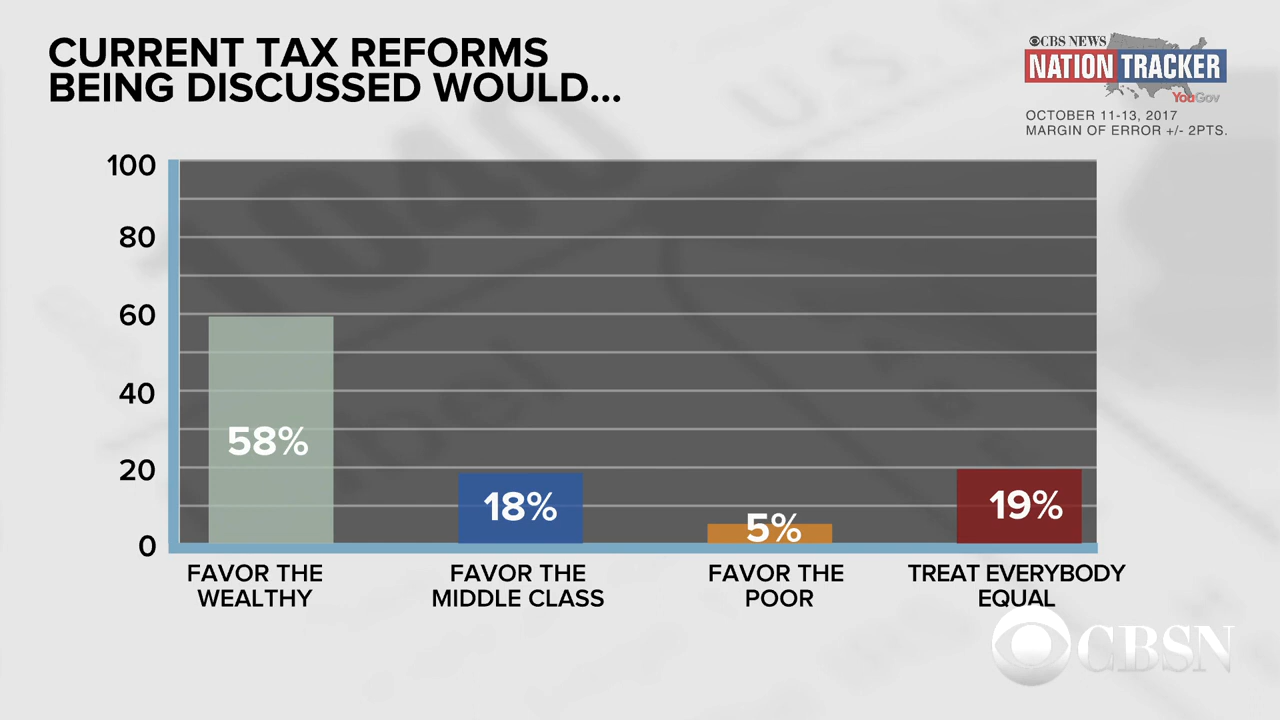 CURRENT TAX REFORMS
BEING DISCUSSED WOULD...
CBS NEWS
NATION TRACKER
YouGov
OCTOBER 11-13, 2017
MARGIN OF ERROR +/- 2PTS.
100
80
60
40
20
0
58%
18%
5%
19%
FAVOR THE
WEALTHY
FAVOR THE
MIDDLE CLASS
FAVOR THE
POOR
TREAT EVERYBODY
EQUAL
CBSN